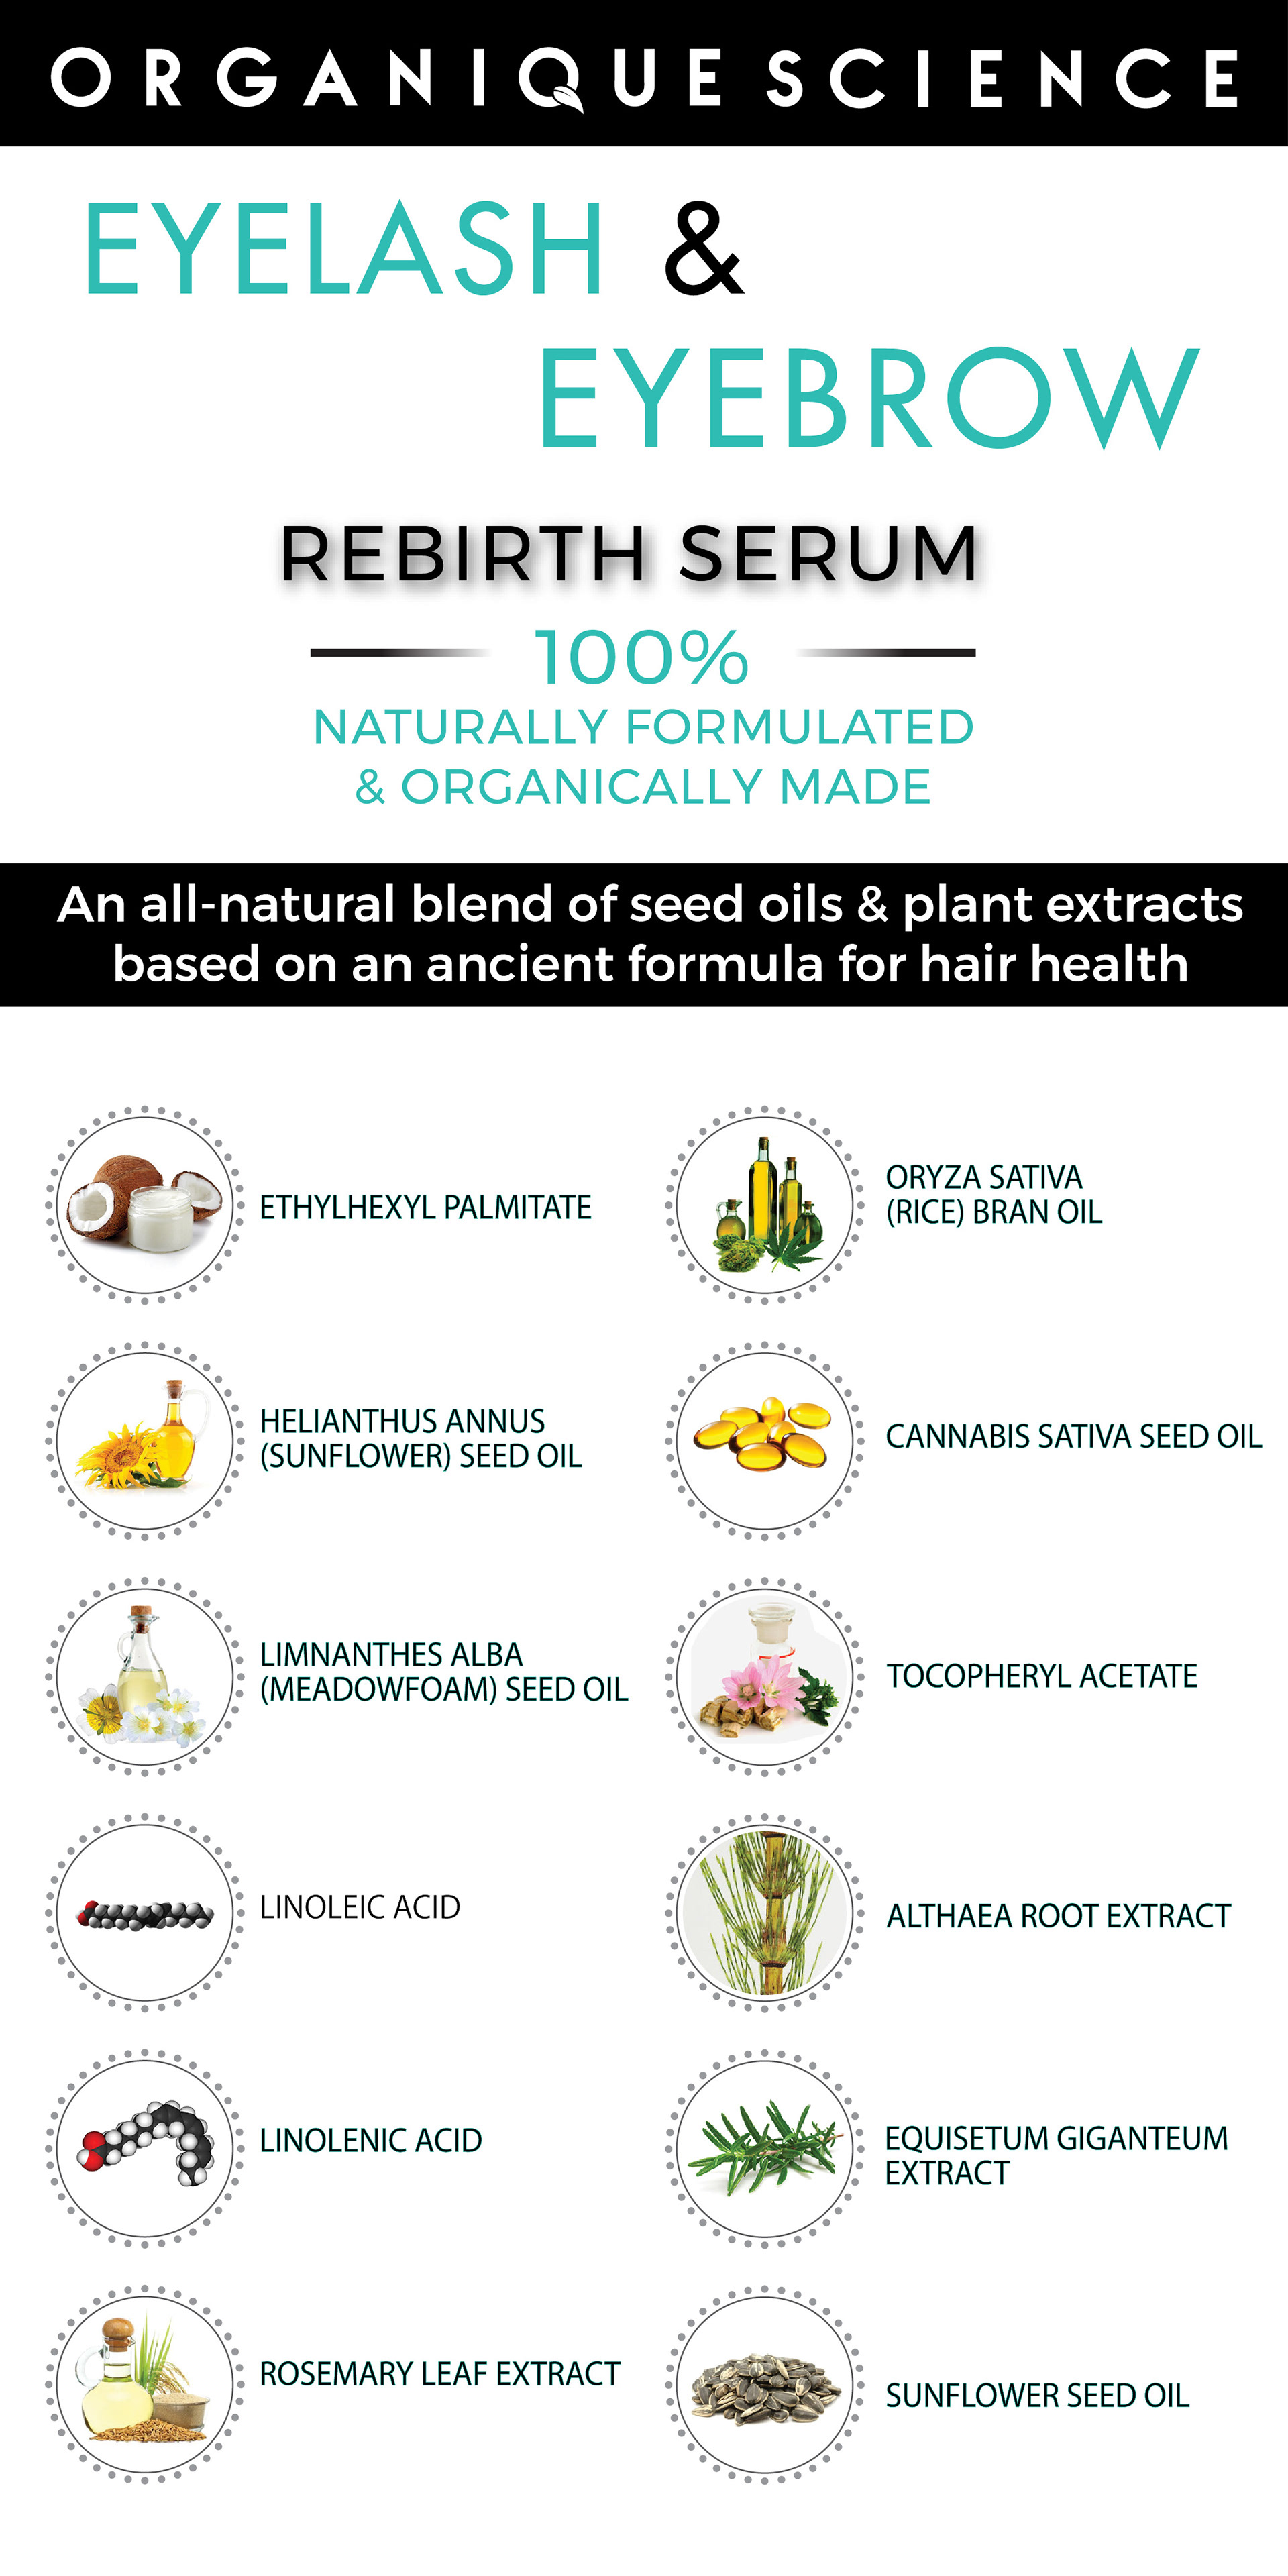 ORGANIQUE SCIENCE
EYELASH &
EYEBROW
REBIRTH SERUM
100%
NATURALLY FORMULATED
& ORGANICALLY MADE
An all-natural blend of seed oils & plant extracts
based on an ancient formula for hair health
ETHYLHEXYL PALMITATE
HELIANTHUS ANNUS
(SUNFLOWER) SEED OIL
LIMNANTHES ALBA
(MEADOWFOAM) SEED OIL
LINOLEIC ACID
LINOLENIC ACID
ROSEMARY LEAF EXTRACT
ORYZA SATIVA
(RICE) BRAN OIL
CANNABIS SATIVA SEED OIL
TOCOPHERYL ACETATE
ALTHAEA ROOT EXTRACT
EQUISETUM GIGANTEUM
EXTRACT
SUNFLOWER SEED OIL